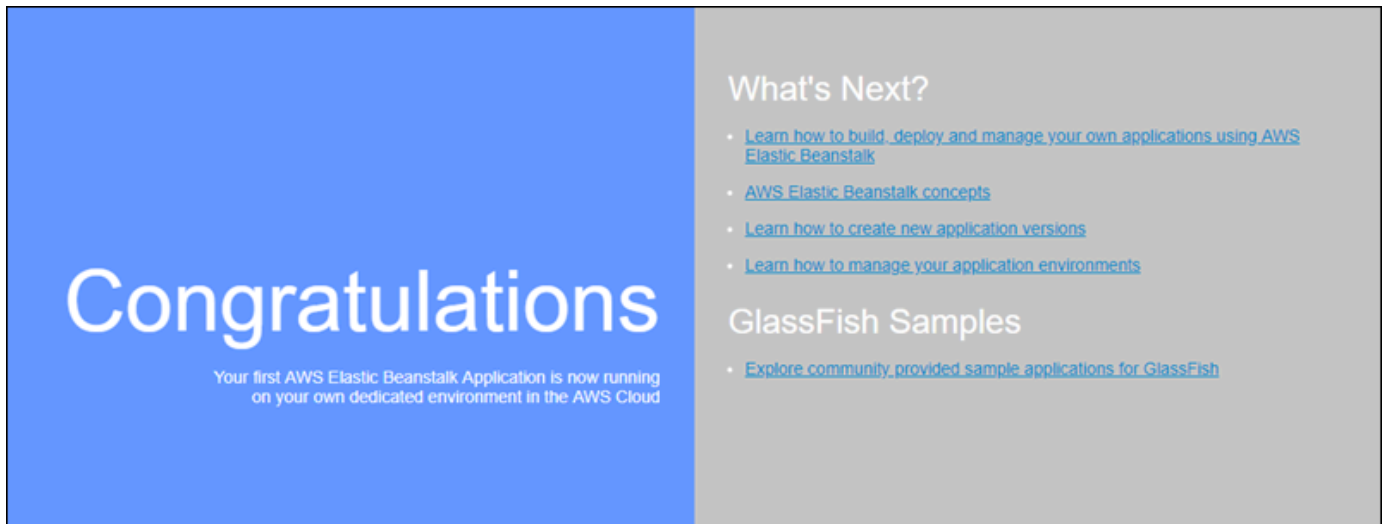 Congratulations
Your first AWS Elastic Beanstalk Application is now running
on your own dedicated environment in the AWS Cloud
What's Next?
Learn how to build, deploy and manage your own applications using AWS
Elastic Beanstalk
AWS Elastic Beanstalk concepts
Learn how to create new application versions
Learn how to manage your application environments
GlassFish Samples
Explore community provided sample applications for GlassFish